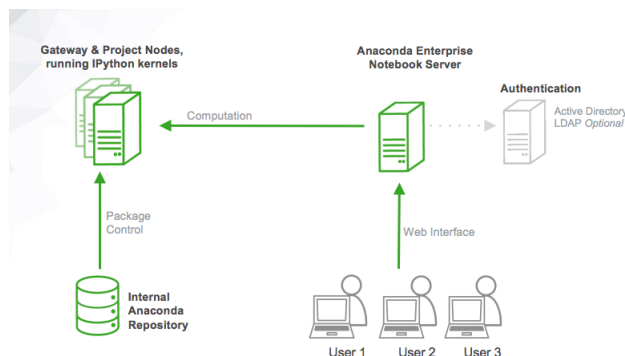 Gateway & Project Nodes,
running IPython kernels
Anaconda Enterprise
Notebook Server
Authentication
Active Directory
LDAP Optional
Computation
Package
Control
Web Interface
Internal
Anaconda
Repository
User 1
User 2
User 3